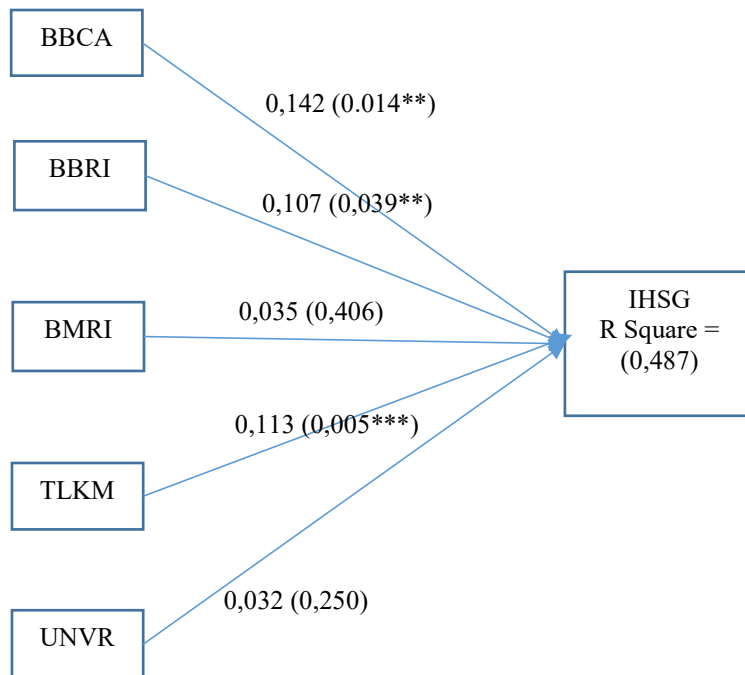 BBCA
0,142 (0.014**)
BBRI
0,107 (0,039**)
IHSG
R Square =
(0,487)
BMRI
0,035 (0,406)
0,113 (0,005***)
TLKM
0,032 (0,250)
UNVR